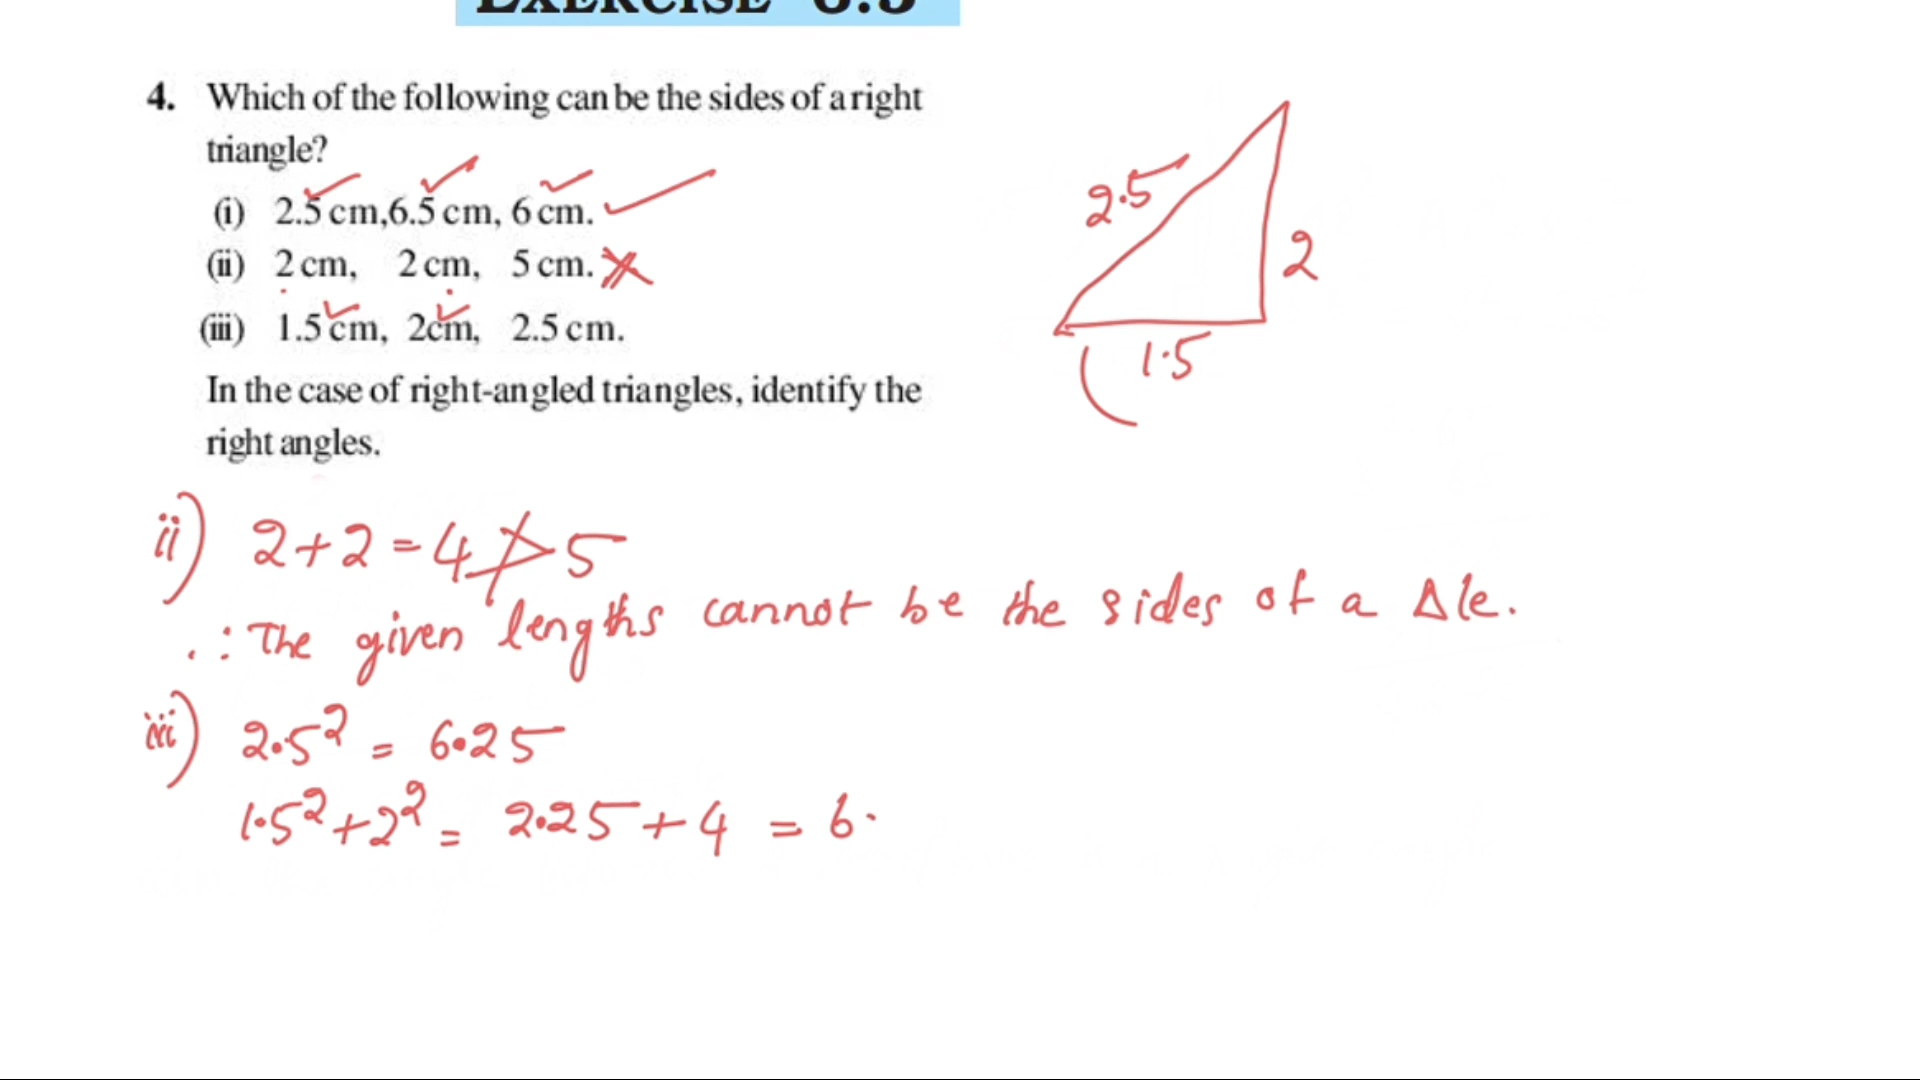 EXERCISE 6.5
4. Which of the following can be the sides of a right
triangle?
(i) 2.5 cm, 6.5 cm, 6 cm.
(ii) 2 cm, 2 cm, 5 cm.
(iii) 1.5 cm, 2cm, 2.5 cm.
In the case of right-angled triangles, identify the
right angles.
2.5
2
1.5
ii) 2+2=4≯5
∴ The given lengths cannot be the sides of a Δle.
iii) 2.5² = 6.25
1.5²+2² = 2.25+4 = 6.